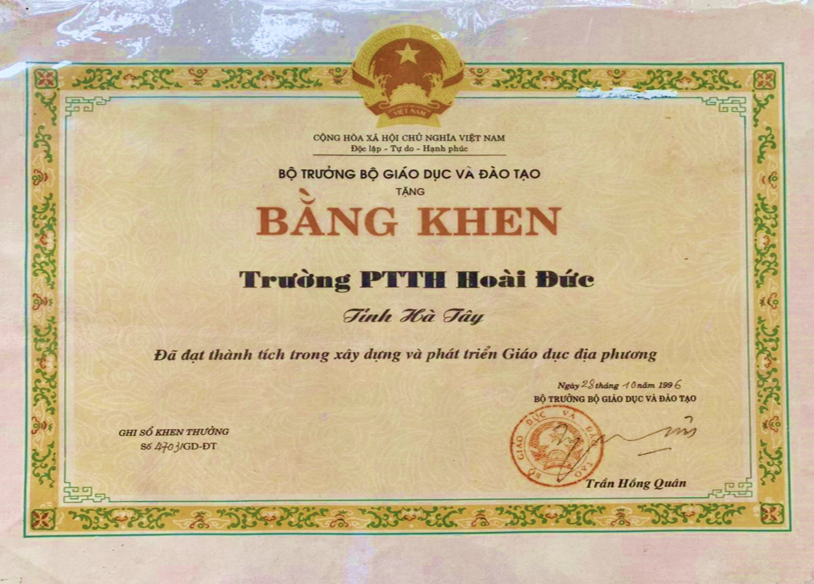 VIỆT NAM
CỘNG HÒA XÃ HỘI CHỦ NGHĨA VIỆT NAM
Độc lập - Tự do - Hạnh phúc
BỘ TRƯỞNG BỘ GIÁO DỤC VÀ ĐÀO TẠO
TẶNG
BẰNG KHEN
Trường PTTH Hoài Đức
Tỉnh Hà Tây
Đã đạt thành tích trong xây dựng và phát triển Giáo dục địa phương
Ngày 28 tháng 10 năm 1996
BỘ TRƯỞNG BỘ GIÁO DỤC VÀ ĐÀO TẠO
GHI SỔ KHEN THƯỞNG
Số 4703/GD-ĐT
BỘ GIÁO DỤC VÀ ĐÀO TẠO
Trần Hồng Quân